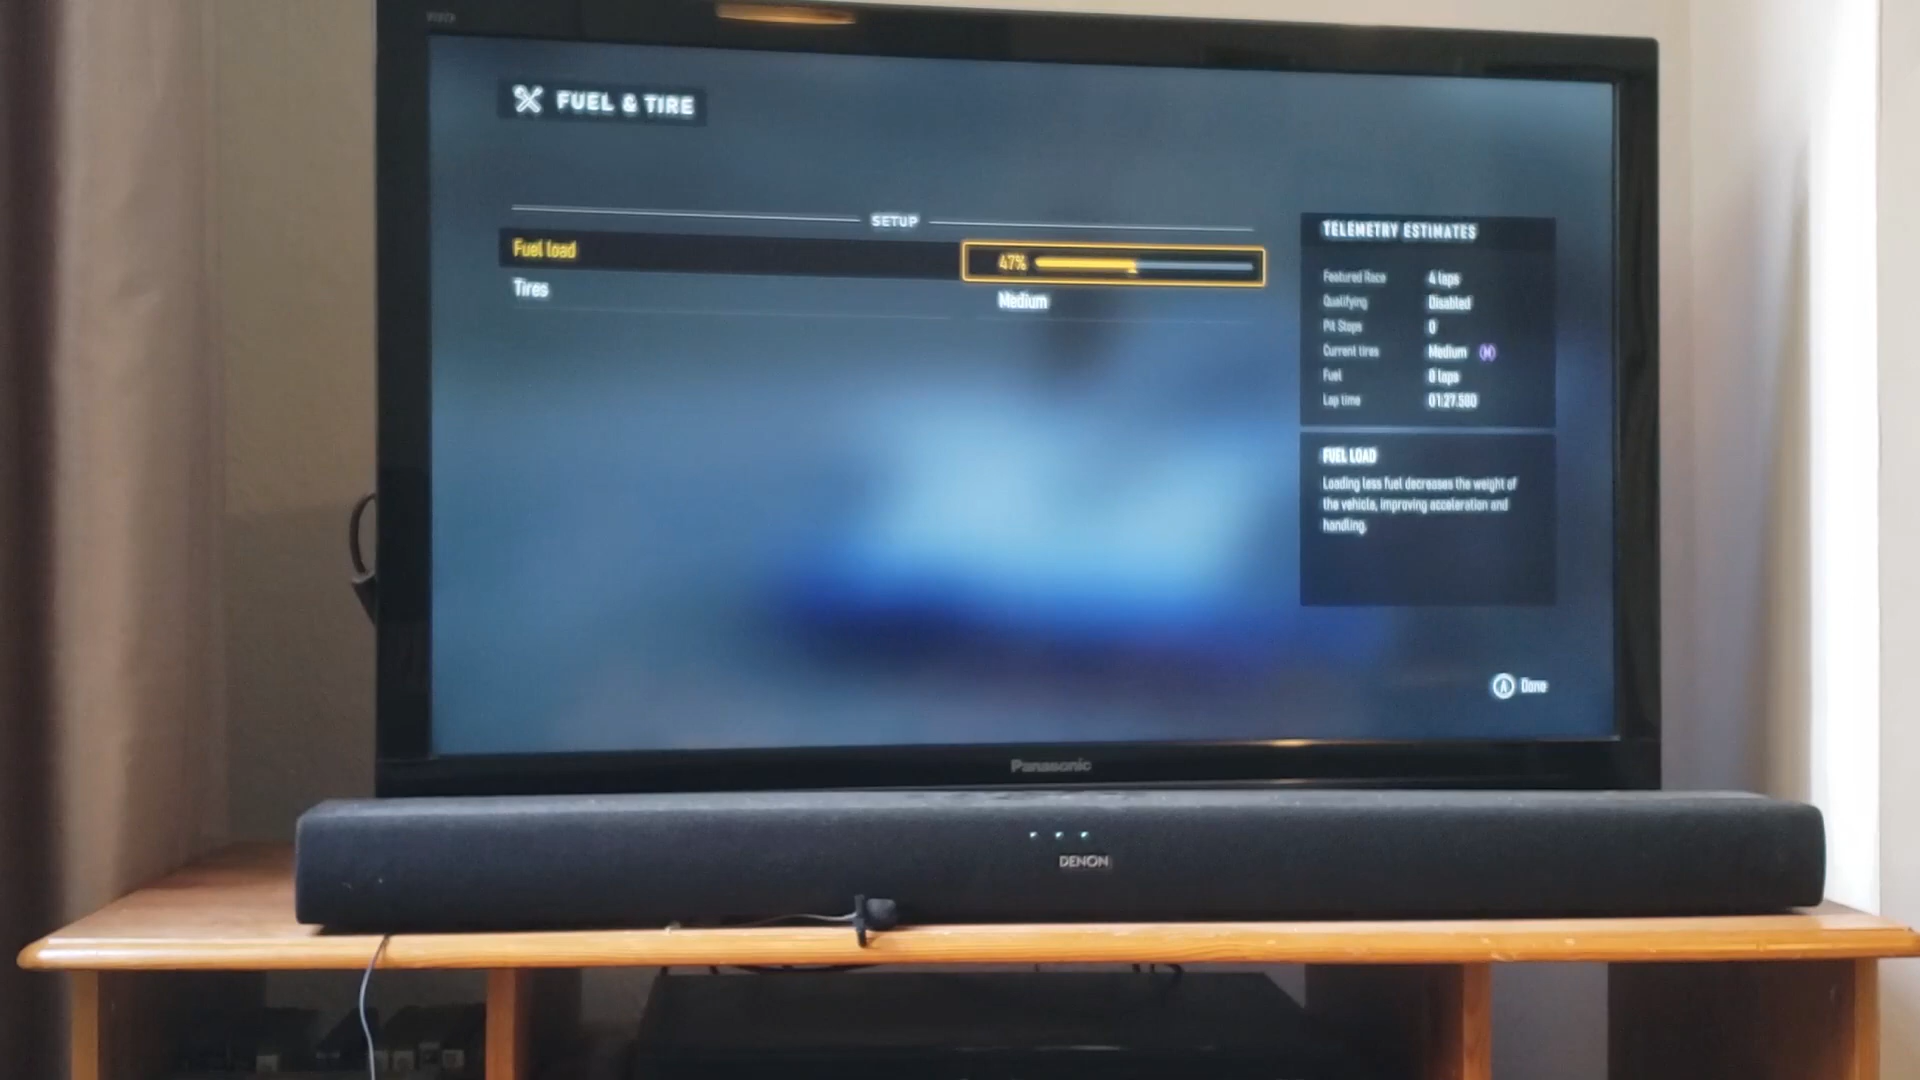 FUEL & TIRE
SETUP
Fuel load 47%
Tires Medium
TELEMETRY ESTIMATES
Featured Race 4 laps
Qualifying Disabled
Pit Stops 0
Current tires Medium M
Fuel 8 laps
Lap time 01:27.580
FUEL LOAD
Loading less fuel decreases the weight of
the vehicle, improving acceleration and
handling.
A Done
Panasonic
DENON